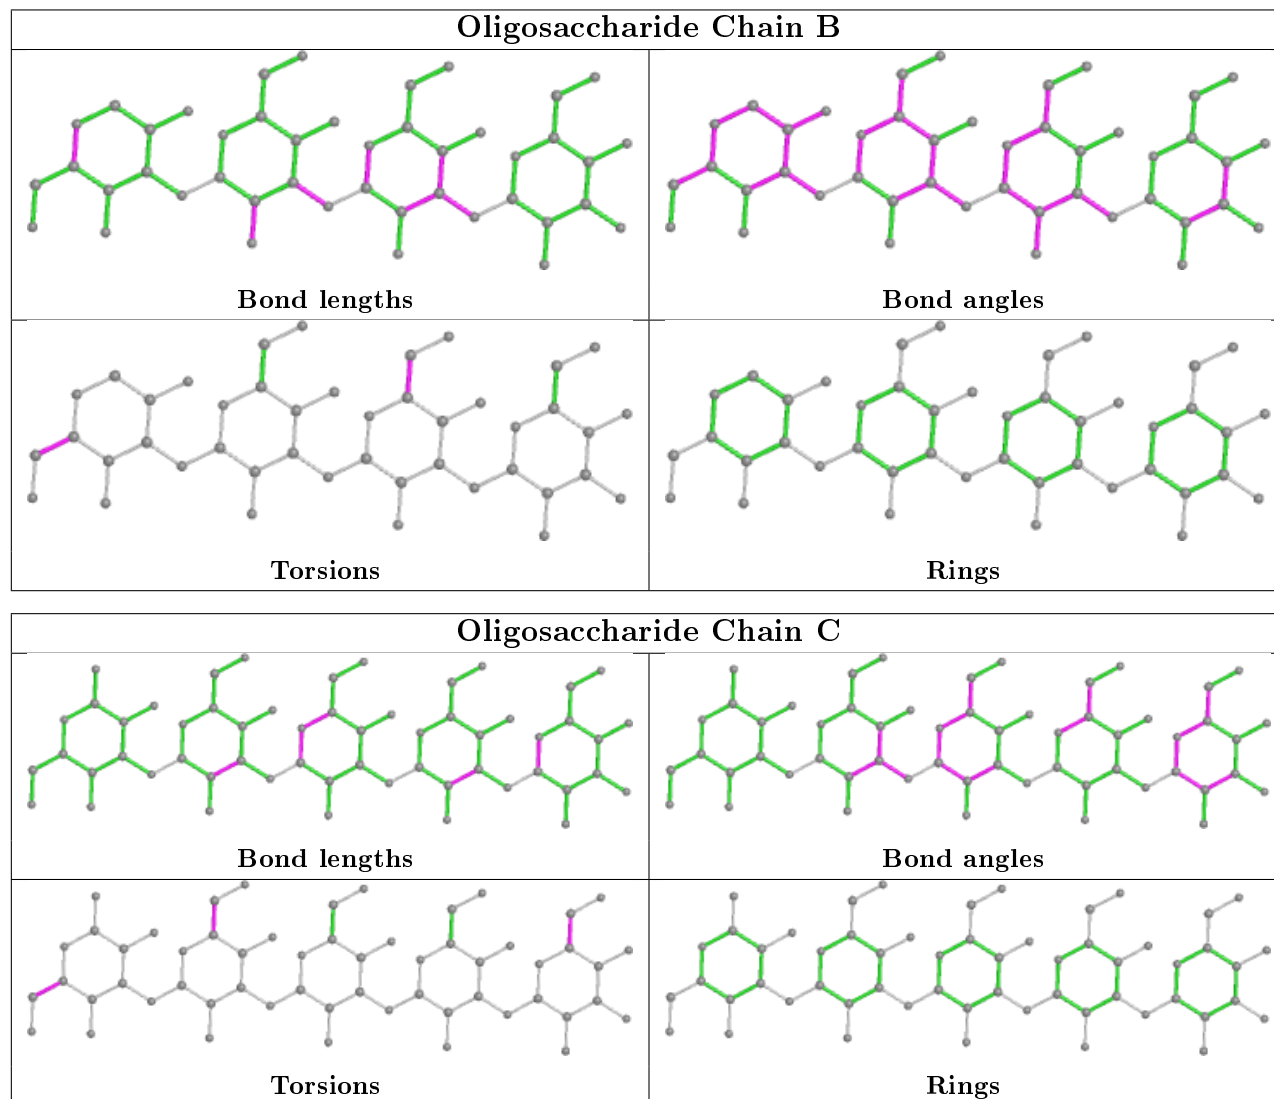 Oligosaccharide Chain B
Bond lengths
Bond angles
Torsions
Rings
Oligosaccharide Chain C
Bond lengths
Bond angles
Torsions
Rings